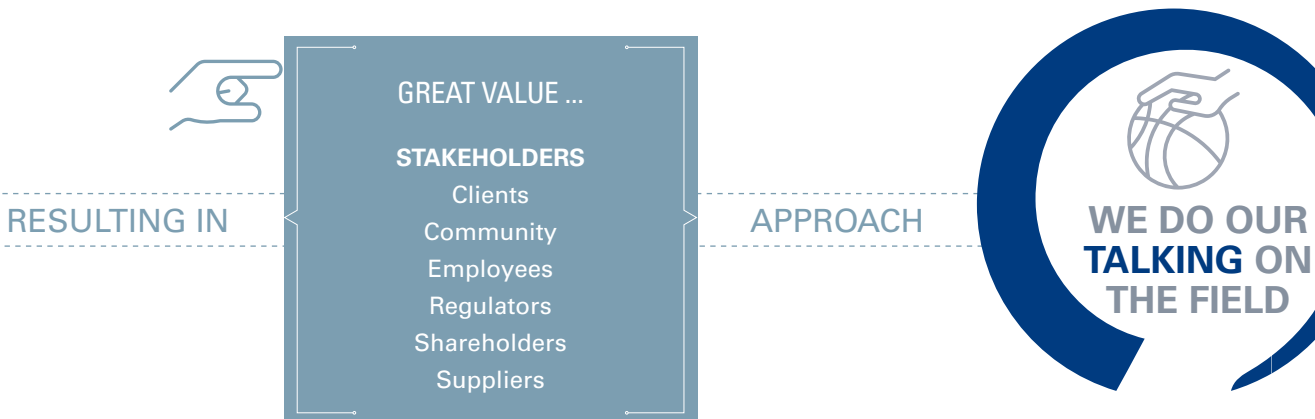 RESULTING IN
GREAT VALUE ...
STAKEHOLDERS
Clients
Community
Employees
Regulators
Shareholders
Suppliers
APPROACH
WE DO OUR
TALKING ON
THE FIELD